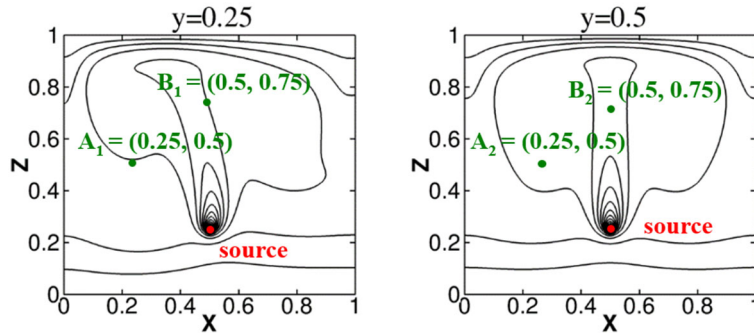 y=0.25
1
0.8
0.6
0.4
0.2
0
Z
0
0.2
0.4
0.6
0.8
1
X
B₁ = (0.5, 0.75)
A₁ = (0.25, 0.5)
source
y=0.5
1
0.8
0.6
0.4
0.2
0
Z
0
0.2
0.4
0.6
0.8
1
X
B₂ = (0.5, 0.75)
A₂ = (0.25, 0.5)
source